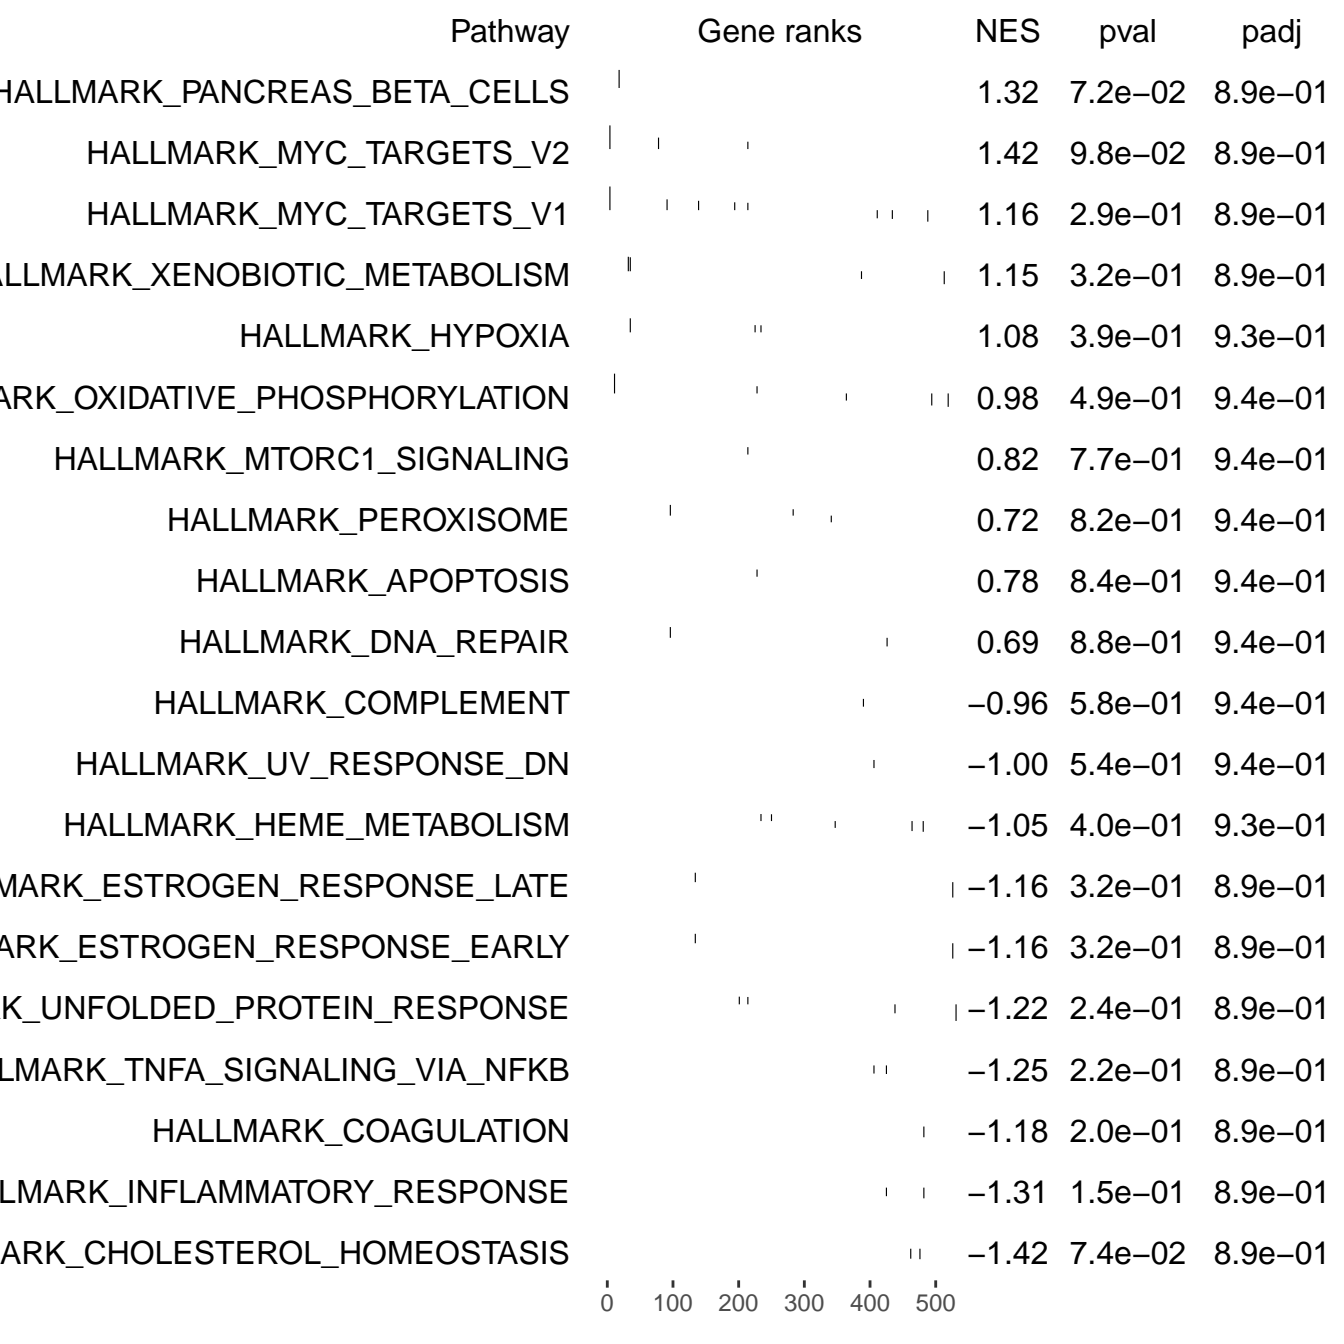 Pathway Gene ranks NES pval padj
HALLMARK_PANCREAS_BETA_CELLS 1.32 7.2e−02 8.9e−01
HALLMARK_MYC_TARGETS_V2 1.42 9.8e−02 8.9e−01
HALLMARK_MYC_TARGETS_V1 1.16 2.9e−01 8.9e−01
ALLMARK_XENOBIOTIC_METABOLISM 1.15 3.2e−01 8.9e−01
HALLMARK_HYPOXIA 1.08 3.9e−01 9.3e−01
ARK_OXIDATIVE_PHOSPHORYLATION 0.98 4.9e−01 9.4e−01
HALLMARK_MTORC1_SIGNALING 0.82 7.7e−01 9.4e−01
HALLMARK_PEROXISOME 0.72 8.2e−01 9.4e−01
HALLMARK_APOPTOSIS 0.78 8.4e−01 9.4e−01
HALLMARK_DNA_REPAIR 0.69 8.8e−01 9.4e−01
HALLMARK_COMPLEMENT −0.96 5.8e−01 9.4e−01
HALLMARK_UV_RESPONSE_DN −1.00 5.4e−01 9.4e−01
HALLMARK_HEME_METABOLISM −1.05 4.0e−01 9.3e−01
MARK_ESTROGEN_RESPONSE_LATE −1.16 3.2e−01 8.9e−01
ARK_ESTROGEN_RESPONSE_EARLY −1.16 3.2e−01 8.9e−01
K_UNFOLDED_PROTEIN_RESPONSE −1.22 2.4e−01 8.9e−01
LMARK_TNFA_SIGNALING_VIA_NFKB −1.25 2.2e−01 8.9e−01
HALLMARK_COAGULATION −1.18 2.0e−01 8.9e−01
LMARK_INFLAMMATORY_RESPONSE −1.31 1.5e−01 8.9e−01
ARK_CHOLESTEROL_HOMEOSTASIS −1.42 7.4e−02 8.9e−01
0 100 200 300 400 500